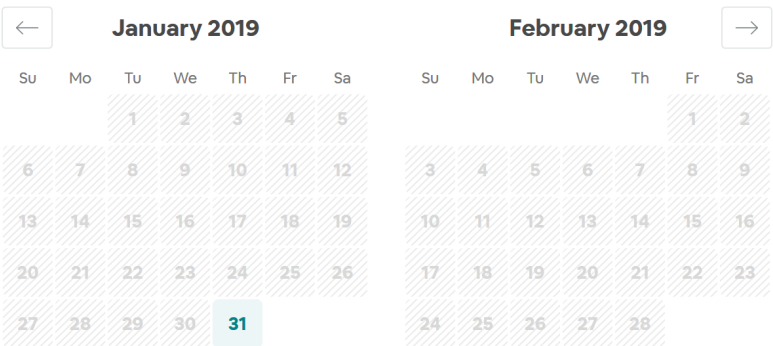 ← January 2019
Su Mo Tu We Th Fr Sa
1 2 3 4 5
6 7 8 9 10 11 12
13 14 15 16 17 18 19
20 21 22 23 24 25 26
27 28 29 30 31
February 2019 →
Su Mo Tu We Th Fr Sa
1 2
3 4 5 6 7 8 9
10 11 12 13 14 15 16
17 18 19 20 21 22 23
24 25 26 27 28